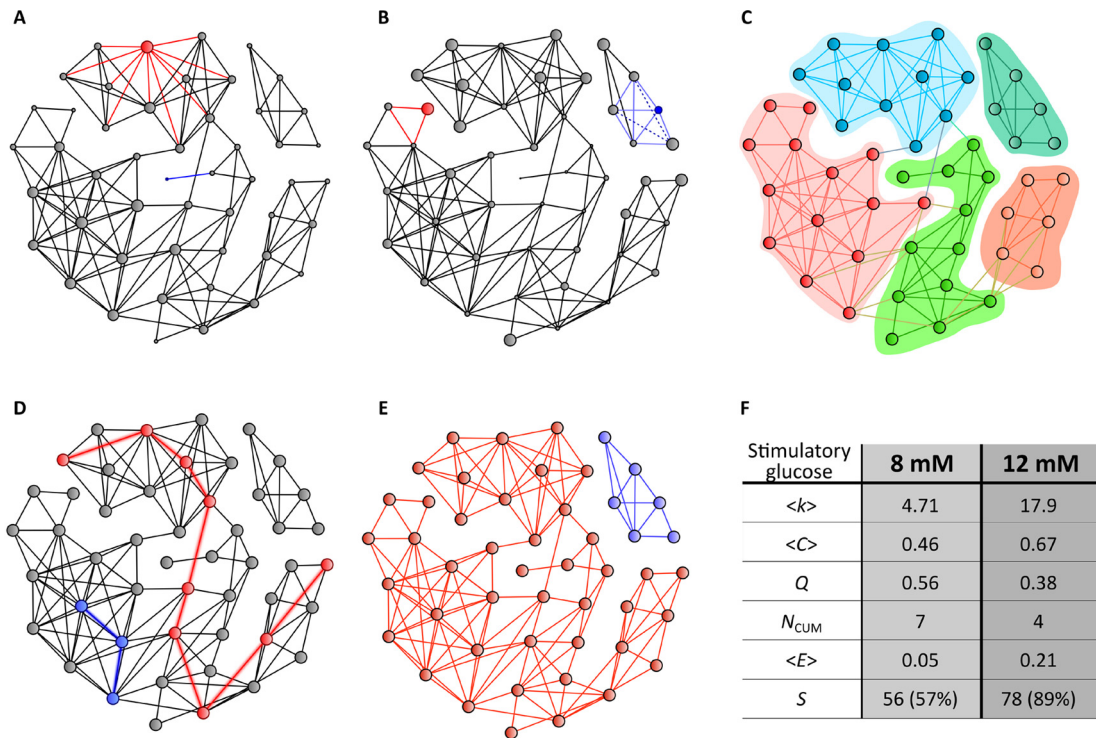 A
B
C
D
E
F
Stimulatory
glucose
8 mM
12 mM
<k>
4.71
17.9
<C>
0.46
0.67
Q
0.56
0.38
NCUM
7
4
<E>
0.05
0.21
S
56 (57%)
78 (89%)